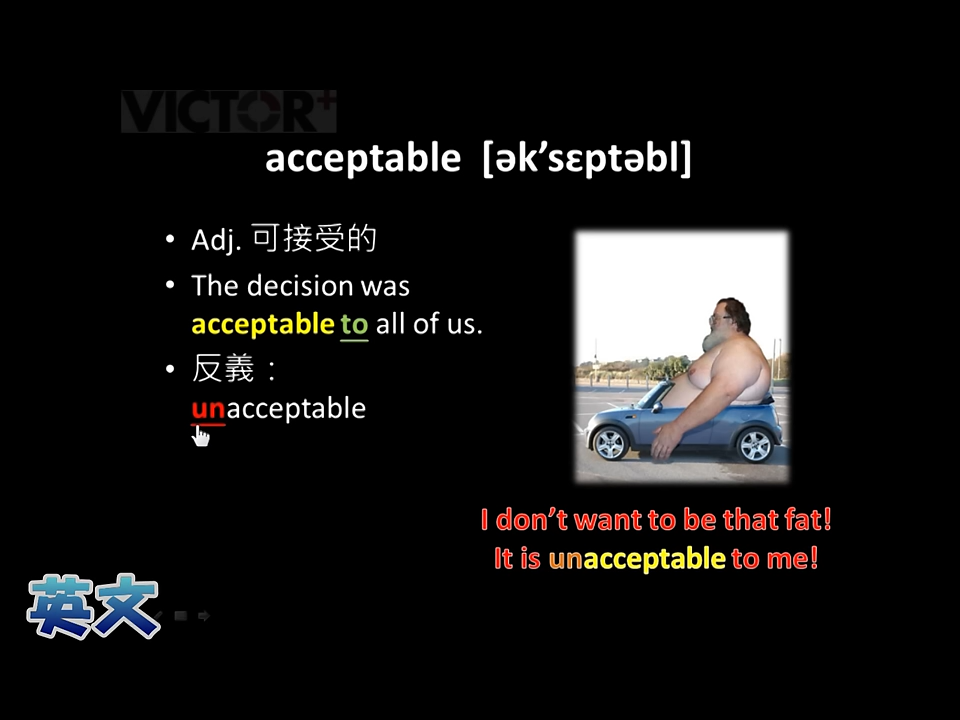 VICTOR+
acceptable [ək’sɛptəbl]
• Adj. 可接受的
• The decision was
acceptable to all of us.
• 反義：
unacceptable
I don’t want to be that fat!
It is unacceptable to me!
英文